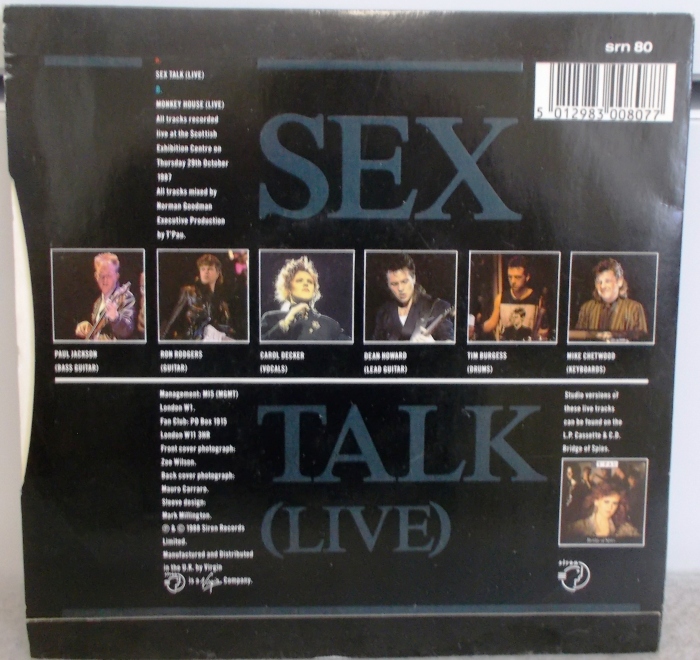 srn 80
A.
SEX TALK (LIVE)
B.
MONKEY HOUSE (LIVE)
All tracks recorded
live at the Scottish
Exhibition Centre on
Thursday 29th October
1987
All tracks mixed by
Norman Goodman
Executive Production
by T'Pau.
5 012983 008077
SEX
PAUL JACKSON
(BASS GUITAR)
RON RODGERS
(GUITAR)
CAROL DECKER
(VOCALS)
DEAN HOWARD
(LEAD GUITAR)
TIM BURGESS
(DRUMS)
MIKE CHETWOOD
(KEYBOARDS)
Management: MIS (MGMT)
London W1.
Fan Club: PO Box 1915
London W11 3HR
Front cover photograph:
Zoe Wilson.
Back cover photograph:
Mauro Carraro.
Sleeve design:
Mark Millington.
℗ & © 1988 Siren Records
Limited.
Manufactured and Distributed
in the U.K. by Virgin
siren is a Virgin Company.
TALK
(LIVE)
Studio versions of
these live tracks
can be found on the
L.P. Cassette & C.D.
Bridge of Spies.
T'PAU
Bridge of Spies
siren